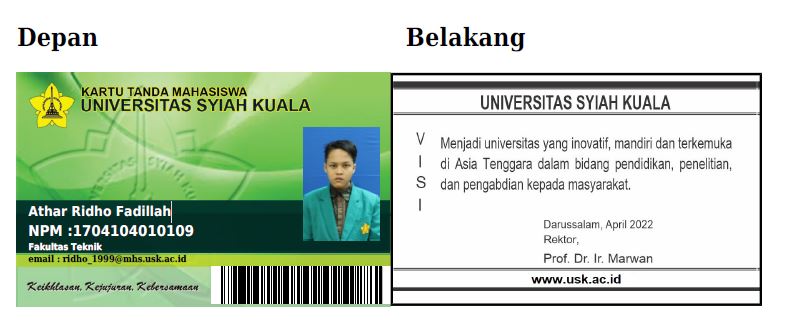 Depan
Belakang
KARTU TANDA MAHASISWA
UNIVERSITAS SYIAH KUALA
Athar Ridho Fadillah
NPM :1704104010109
Fakultas Teknik
email : ridho_1999@mhs.usk.ac.id
Keikhlasan, Kejujuran, Kebersamaan
UNIVERSITAS SYIAH KUALA
VISI
Menjadi universitas yang inovatif, mandiri dan terkemuka
di Asia Tenggara dalam bidang pendidikan, penelitian,
dan pengabdian kepada masyarakat.
Darussalam, April 2022
Rektor,
Prof. Dr. Ir. Marwan
www.usk.ac.id